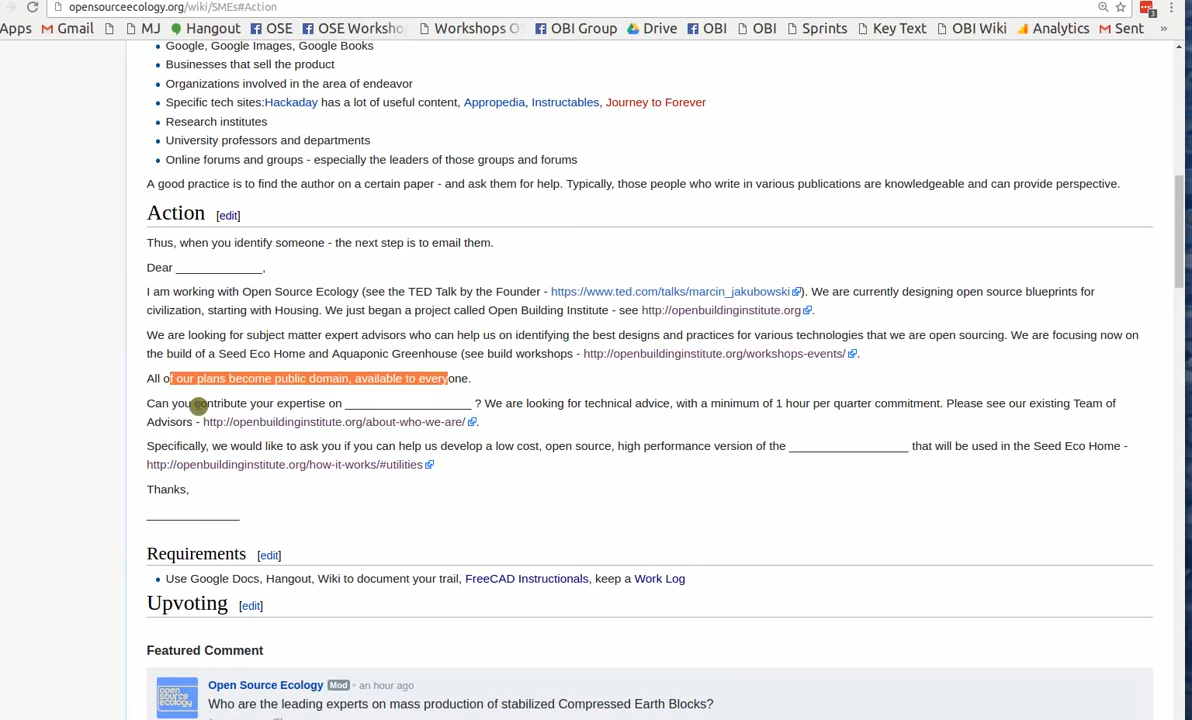 opensourceecology.org/wiki/SMEs#Action
3
Apps Gmail MJ Hangout OSE OSE Worksho Workshops O OBI Group Drive OBI OBI Sprints Key Text OBI Wiki Analytics Sent »
Google, Google Images, Google Books
Businesses that sell the product
Organizations involved in the area of endeavor
Specific tech sites:Hackaday has a lot of useful content, Appropedia, Instructables, Journey to Forever
Research institutes
University professors and departments
Online forums and groups - especially the leaders of those groups and forums
A good practice is to find the author on a certain paper - and ask them for help. Typically, those people who write in various publications are knowledgeable and can provide perspective.
Action [edit]
Thus, when you identify someone - the next step is to email them.
Dear _____________,
I am working with Open Source Ecology (see the TED Talk by the Founder - https://www.ted.com/talks/marcin_jakubowski). We are currently designing open source blueprints for
civilization, starting with Housing. We just began a project called Open Building Institute - see http://openbuildinginstitute.org.
We are looking for subject matter expert advisors who can help us on identifying the best designs and practices for various technologies that we are open sourcing. We are focusing now on
the build of a Seed Eco Home and Aquaponic Greenhouse (see build workshops - http://openbuildinginstitute.org/workshops-events/.
All of our plans become public domain, available to everyone.
Can you contribute your expertise on ___________________ ? We are looking for technical advice, with a minimum of 1 hour per quarter commitment. Please see our existing Team of
Advisors - http://openbuildinginstitute.org/about-who-we-are/.
Specifically, we would like to ask you if you can help us develop a low cost, open source, high performance version of the __________________ that will be used in the Seed Eco Home -
http://openbuildinginstitute.org/how-it-works/#utilities
Thanks,
______________
Requirements [edit]
Use Google Docs, Hangout, Wiki to document your trail, FreeCAD Instructionals, keep a Work Log
Upvoting [edit]
Featured Comment
open source ecology
Open Source Ecology Mod • an hour ago
Who are the leading experts on mass production of stabilized Compressed Earth Blocks?